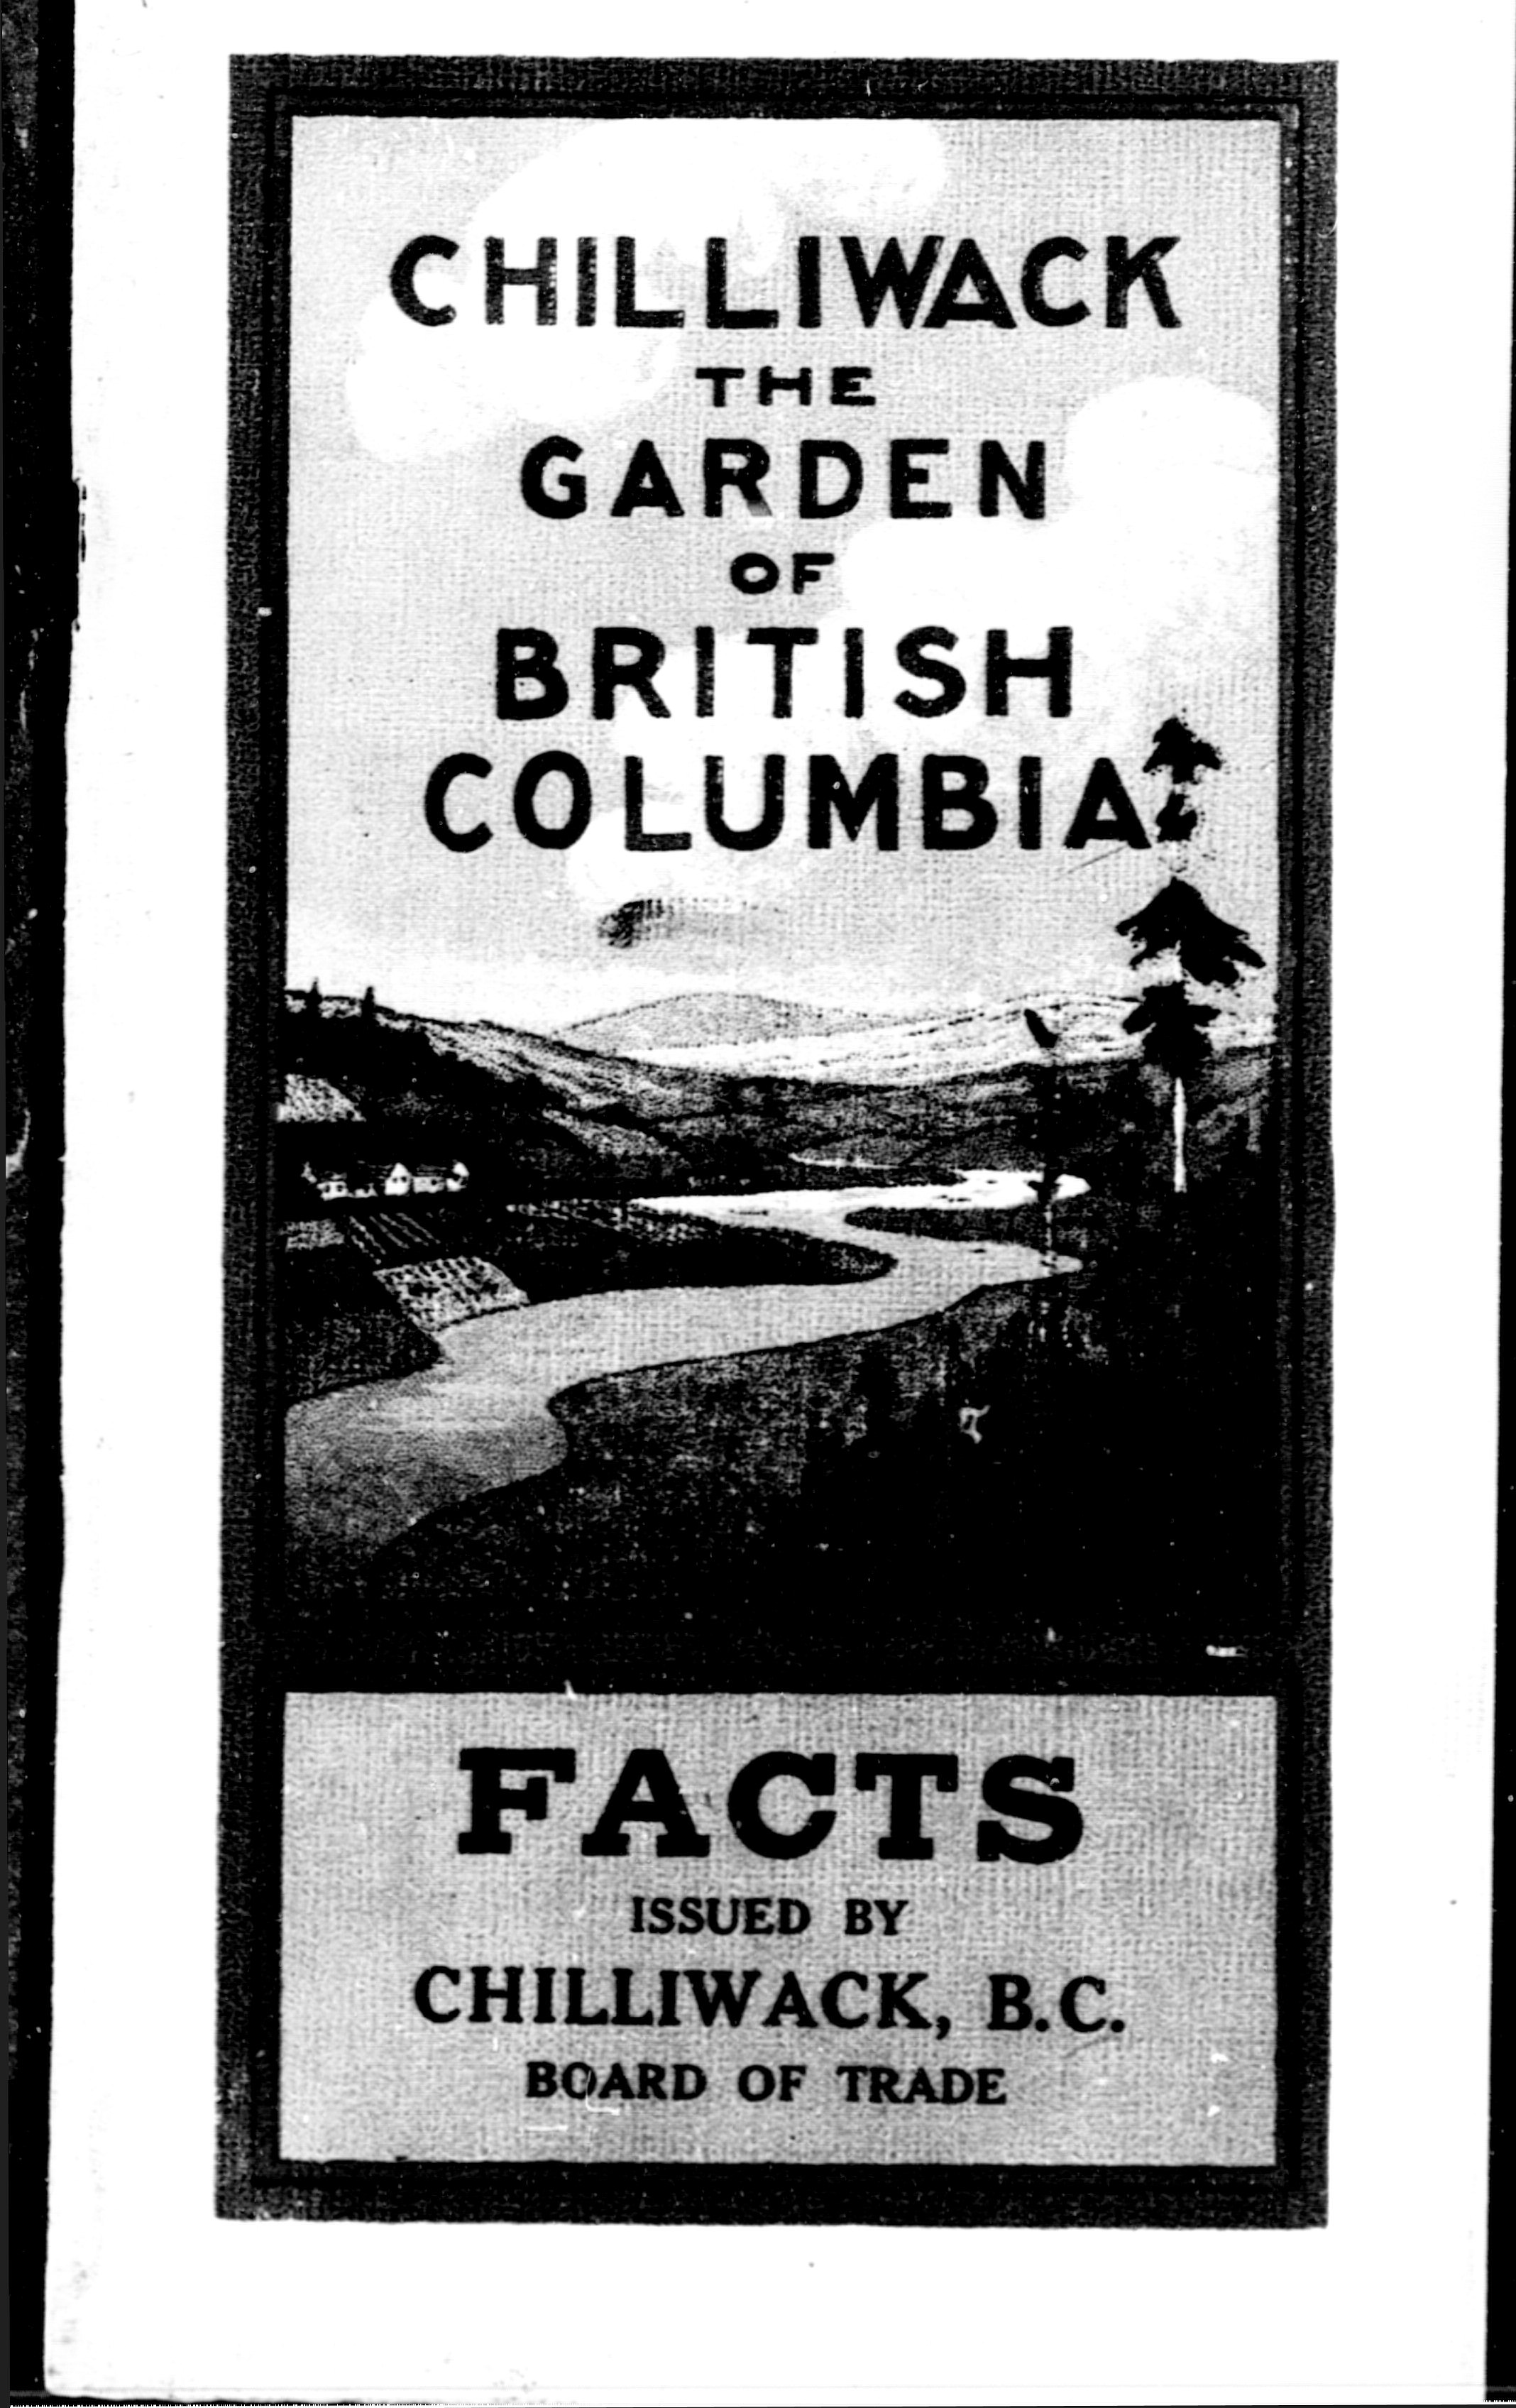 CHILLIWACK
THE
GARDEN
OF
BRITISH
COLUMBIA
FACTS
ISSUED BY
CHILLIWACK, B.C.
BOARD OF TRADE